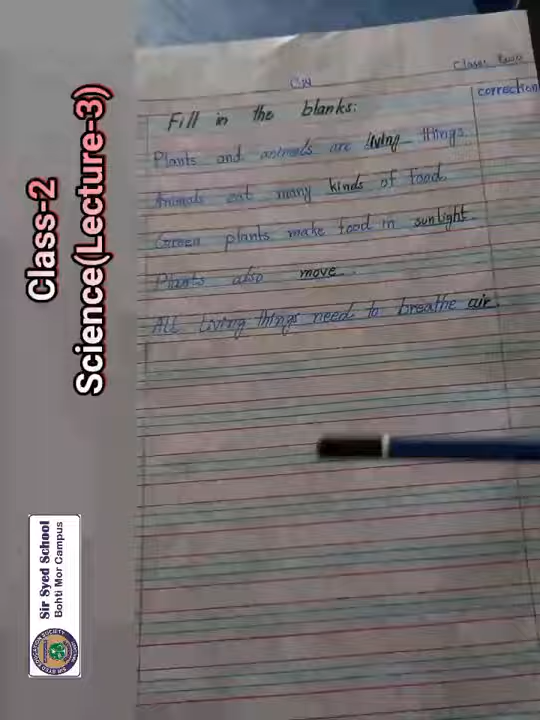 Class-2
Science(Lecture-3)
Sir Syed School
Bohti Mor Campus
CW
Class: 
correction
Fill in the blanks:
Plants and animals are living things.
Animals eat many kinds of food.
Green plants make food in sunlight.
Plants also move.
All living things need to breathe air.